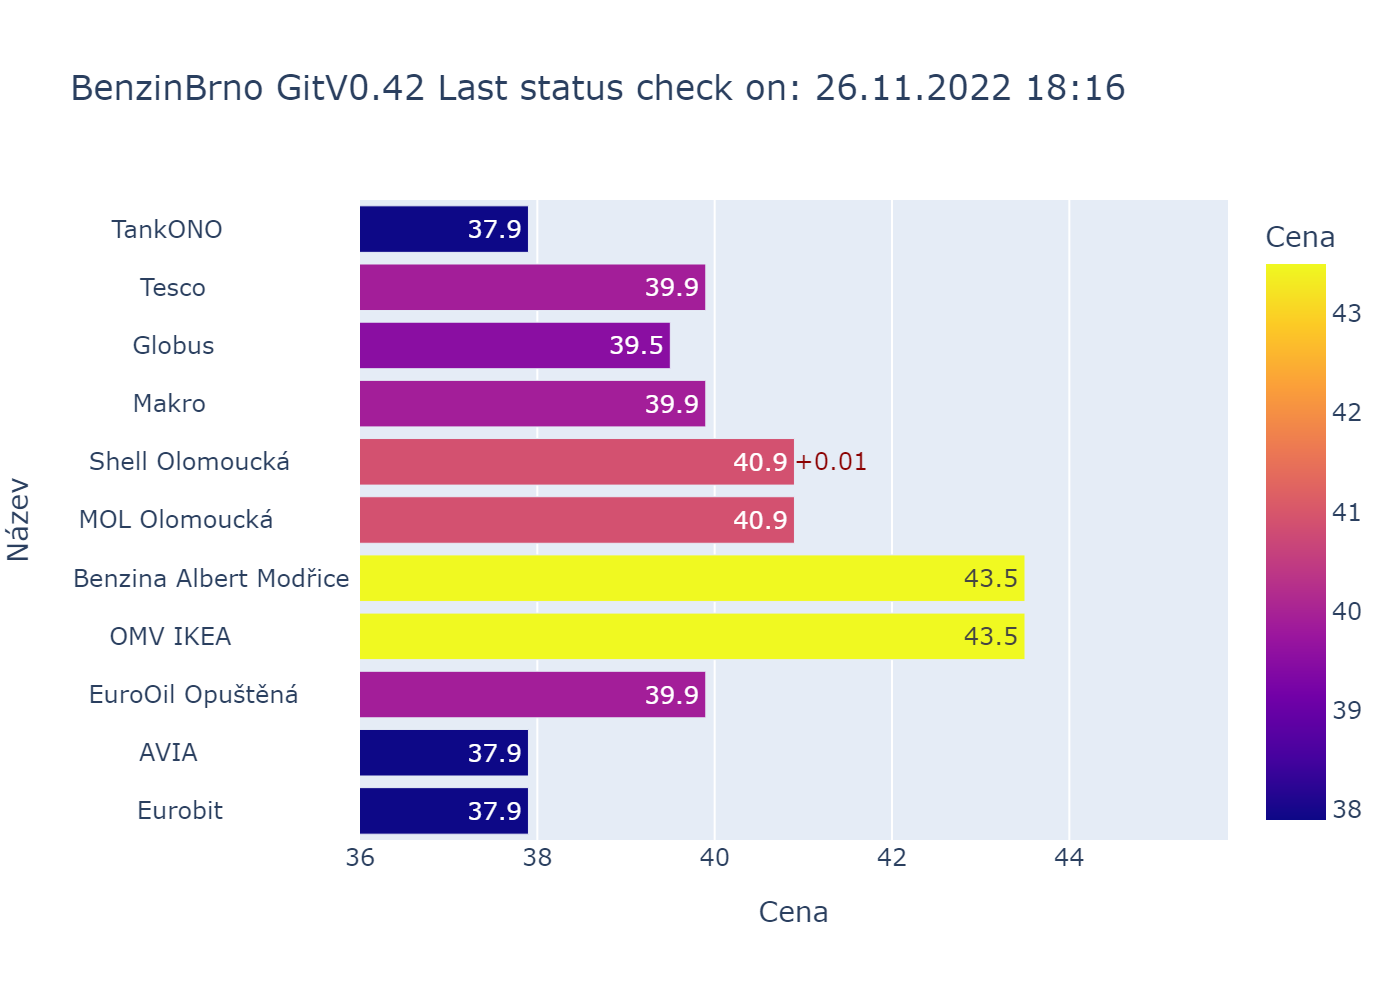 BenzinBrno GitV0.42 Last status check on: 26.11.2022 18:16
Název
TankONO 37.9
Tesco 39.9
Globus 39.5
Makro 39.9
Shell Olomoucká 40.9 +0.01
MOL Olomoucká 40.9
Benzina Albert Modřice 43.5
OMV IKEA 43.5
EuroOil Opuštěná 39.9
AVIA 37.9
Eurobit 37.9
36 38 40 42 44
Cena
Cena
43
42
41
40
39
38